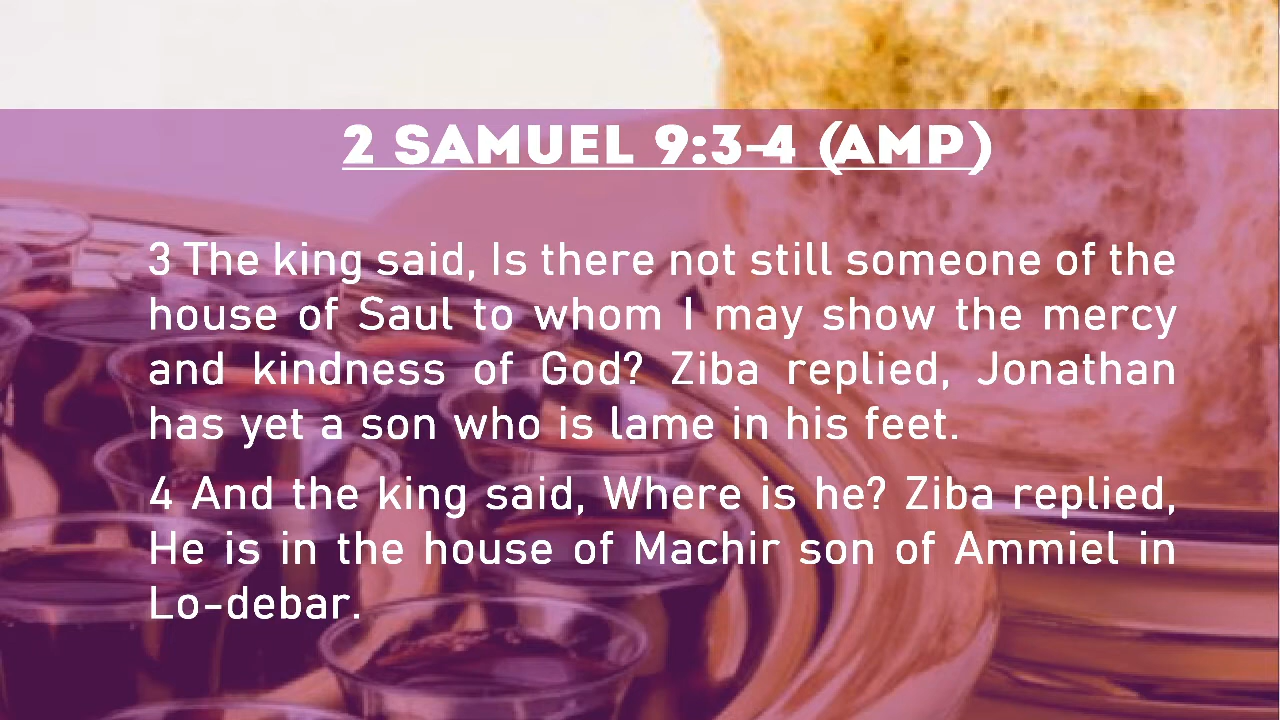 2 SAMUEL 9:3-4 (AMP)
3 The king said, Is there not still someone of the
house of Saul to whom I may show the mercy
and kindness of God? Ziba replied, Jonathan
has yet a son who is lame in his feet.
4 And the king said, Where is he? Ziba replied,
He is in the house of Machir son of Ammiel in
Lo-debar.